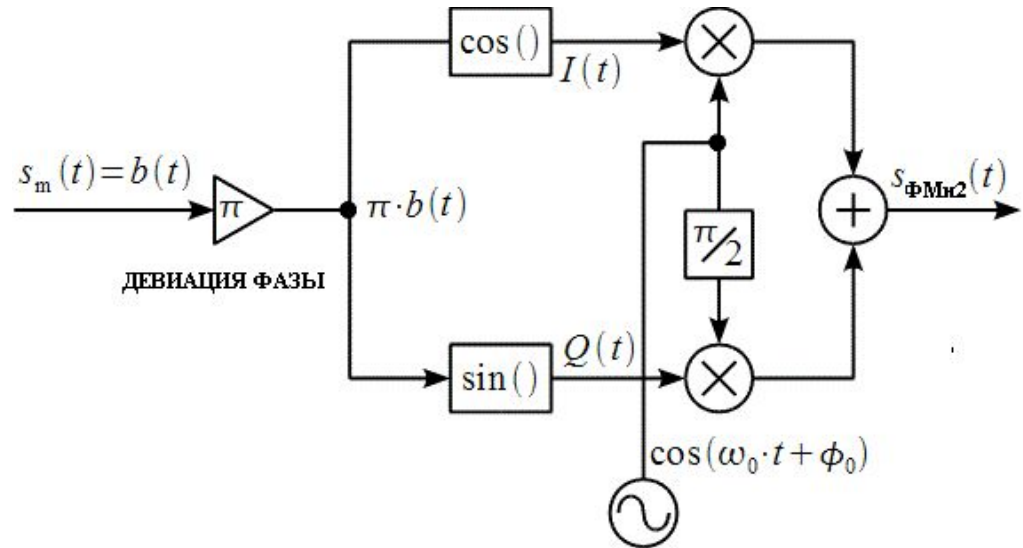 cos()
I(t)
s_m(t)=b(t)
π
π·b(t)
ДЕВИАЦИЯ ФАЗЫ
π/2
s_ФМн2(t)
sin()
Q(t)
cos(ω₀·t+ϕ₀)